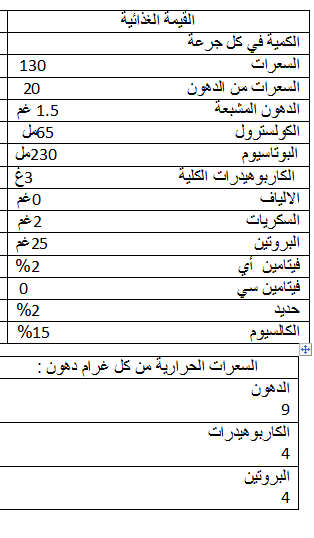 القيمة الغذائية
الكمية في كل جرعة
السعرات 130
السعرات من الدهون 20
الدهون المشبعة 1.5 غم
الكولسترول 65مل
البوتاسيوم 230مل
الكاربوهيدرات الكلية 3غ
الالياف 0غم
السكريات 2غم
البروتين 25غم
فيتامين أي 2%
فيتامين سي 0
حديد 2%
الكالسيوم 15%
السعرات الحرارية من كل غرام دهون :
الدهون
9
الكاربوهيدرات
4
البروتين
4